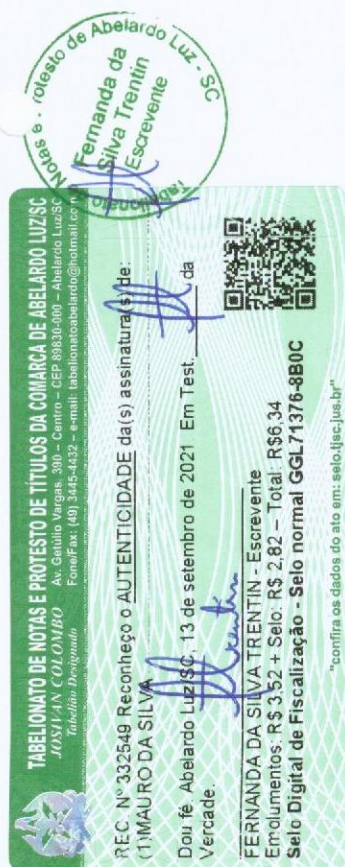 TABELIONATO DE NOTAS E PROTESTO DE TÍTULOS DA COMARCA DE ABELARDO LUZ/SC
JOSIVAN COLOMBO
Tabelião Designado
Av. Getúlio Vargas, 390 – Centro – CEP 89830-000 – Abelardo Luz/SC
Fone/Fax: (49) 3445-4432 – e-mail: tabelionatoabelardo@hotmail.com
REC. Nº 332549 Reconheço o AUTENTICIDADE da(s) assinatura(s) de:
(1)MAURO DA SILVA
Dou fé, Abelardo Luz/SC, 13 de setembro de 2021 Em Test. da
Vercade.
FERNANDA DA SILVA TRENTIN - Escrevente
Emolumentos: R$ 3,52 + Selo: R$ 2,82 – Total: R$6,34
Selo Digital de Fiscalização - Selo normal GGL71376-8B0C
"confira os dados do ato em: selo.tjsc.jus.br"
Tabelionato Notas e Protesto de Abelardo Luz - SC
Fernanda da
Silva Trentin
Escrevente